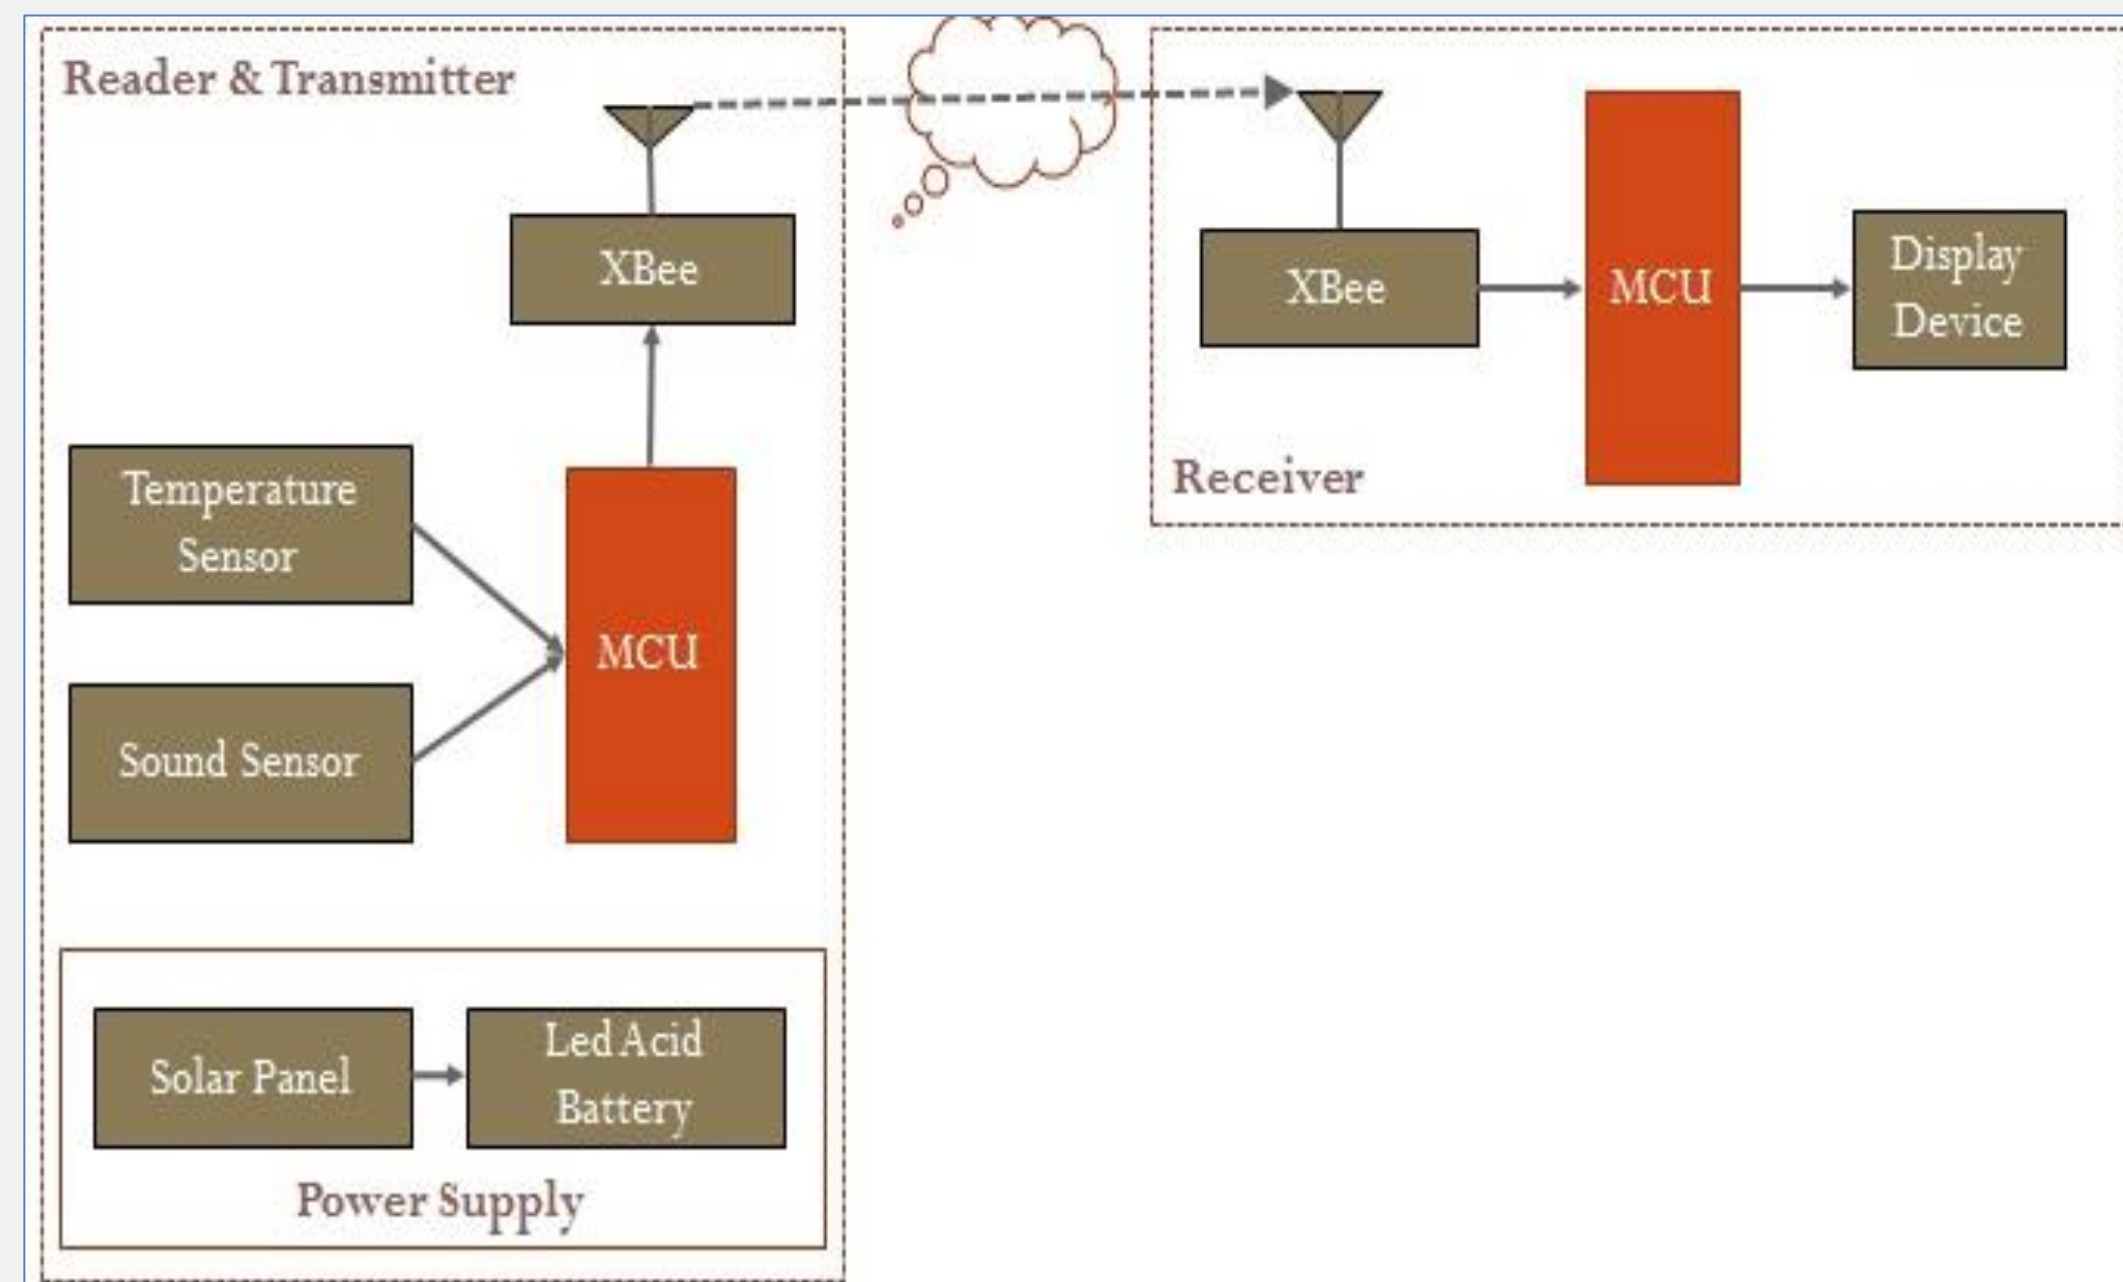 Reader & Transmitter
XBee
Temperature
Sensor
Sound Sensor
MCU
Solar Panel
Led Acid
Battery
Power Supply
XBee
MCU
Display
Device
Receiver